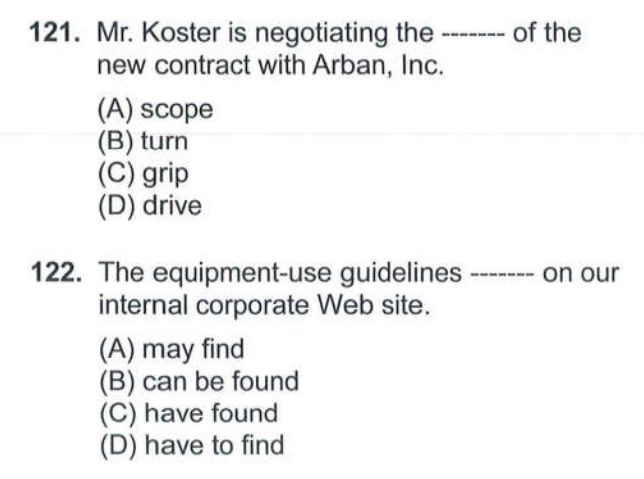 121. Mr. Koster is negotiating the ------- of the
new contract with Arban, Inc.
(A) scope
(B) turn
(C) grip
(D) drive
122. The equipment-use guidelines ------- on our
internal corporate Web site.
(A) may find
(B) can be found
(C) have found
(D) have to find